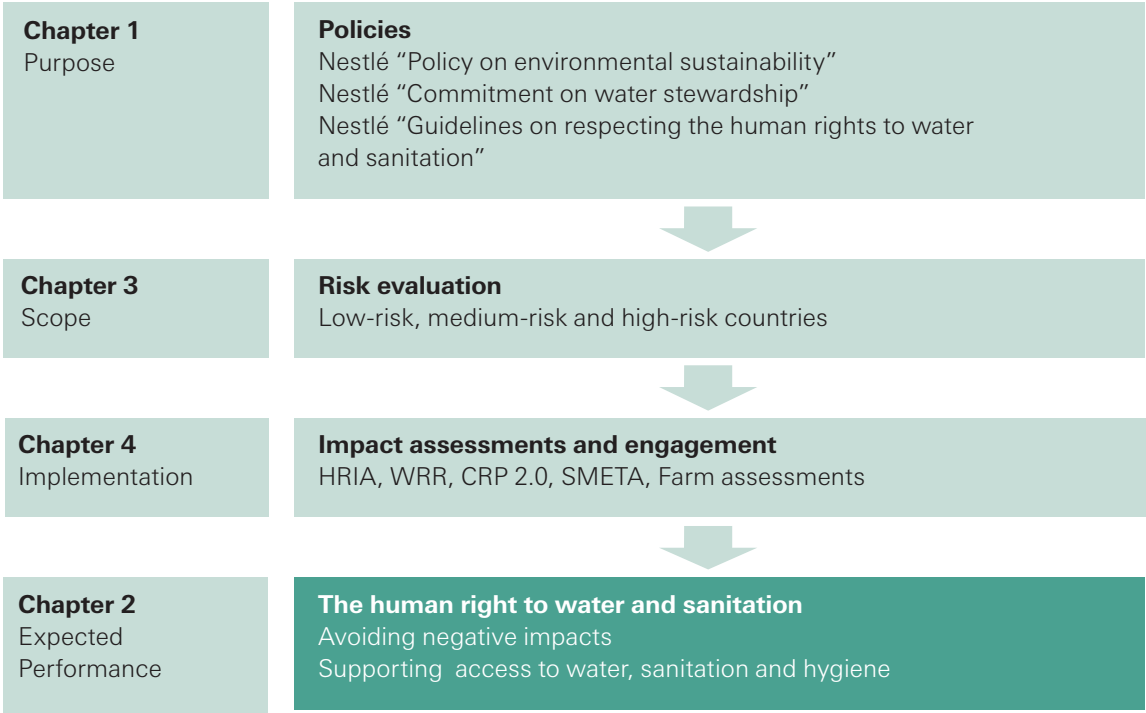 Chapter 1
Purpose
Policies
Nestlé “Policy on environmental sustainability”
Nestlé “Commitment on water stewardship”
Nestlé “Guidelines on respecting the human rights to water
and sanitation”
Chapter 3
Scope
Risk evaluation
Low-risk, medium-risk and high-risk countries
Chapter 4
Implementation
Impact assessments and engagement
HRIA, WRR, CRP 2.0, SMETA, Farm assessments
Chapter 2
Expected
Performance
The human right to water and sanitation
Avoiding negative impacts
Supporting access to water, sanitation and hygiene